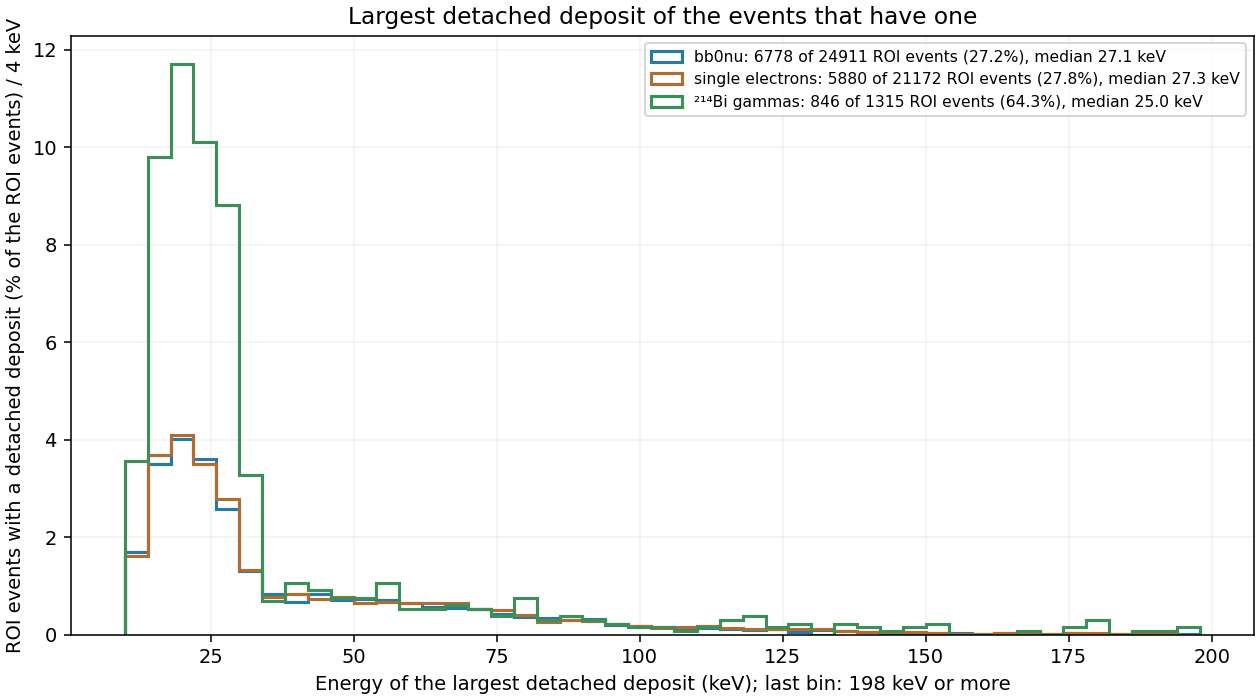 Largest detached deposit of the events that have one
ROI events with a detached deposit (% of the ROI events) / 4 keV
12
10
8
6
4
2
0
bb0nu: 6778 of 24911 ROI events (27.2%), median 27.1 keV
single electrons: 5880 of 21172 ROI events (27.8%), median 27.3 keV
²¹⁴Bi gammas: 846 of 1315 ROI events (64.3%), median 25.0 keV
25 50 75 100 125 150 175 200
Energy of the largest detached deposit (keV); last bin: 198 keV or more